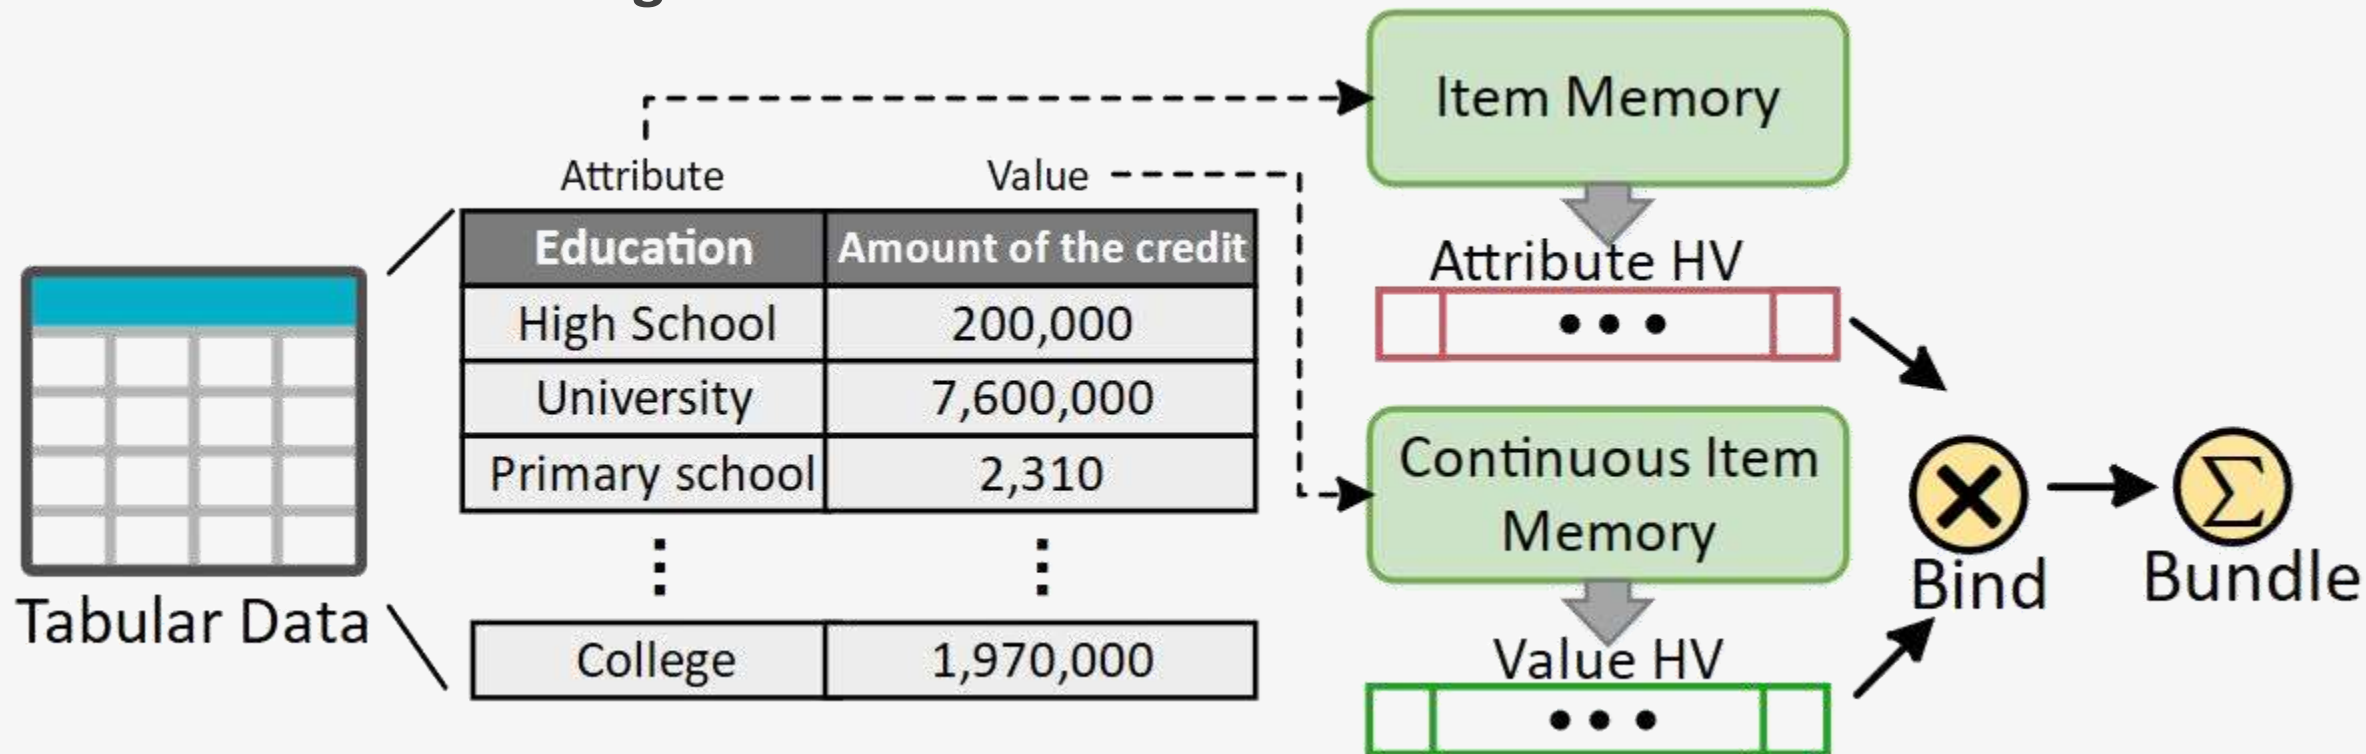 Tabular Data
Attribute Value
Education Amount of the credit
High School 200,000
University 7,600,000
Primary school 2,310
College 1,970,000
Item Memory
Attribute HV
Continuous Item
Memory
Value HV
Bind
Σ
Bundle